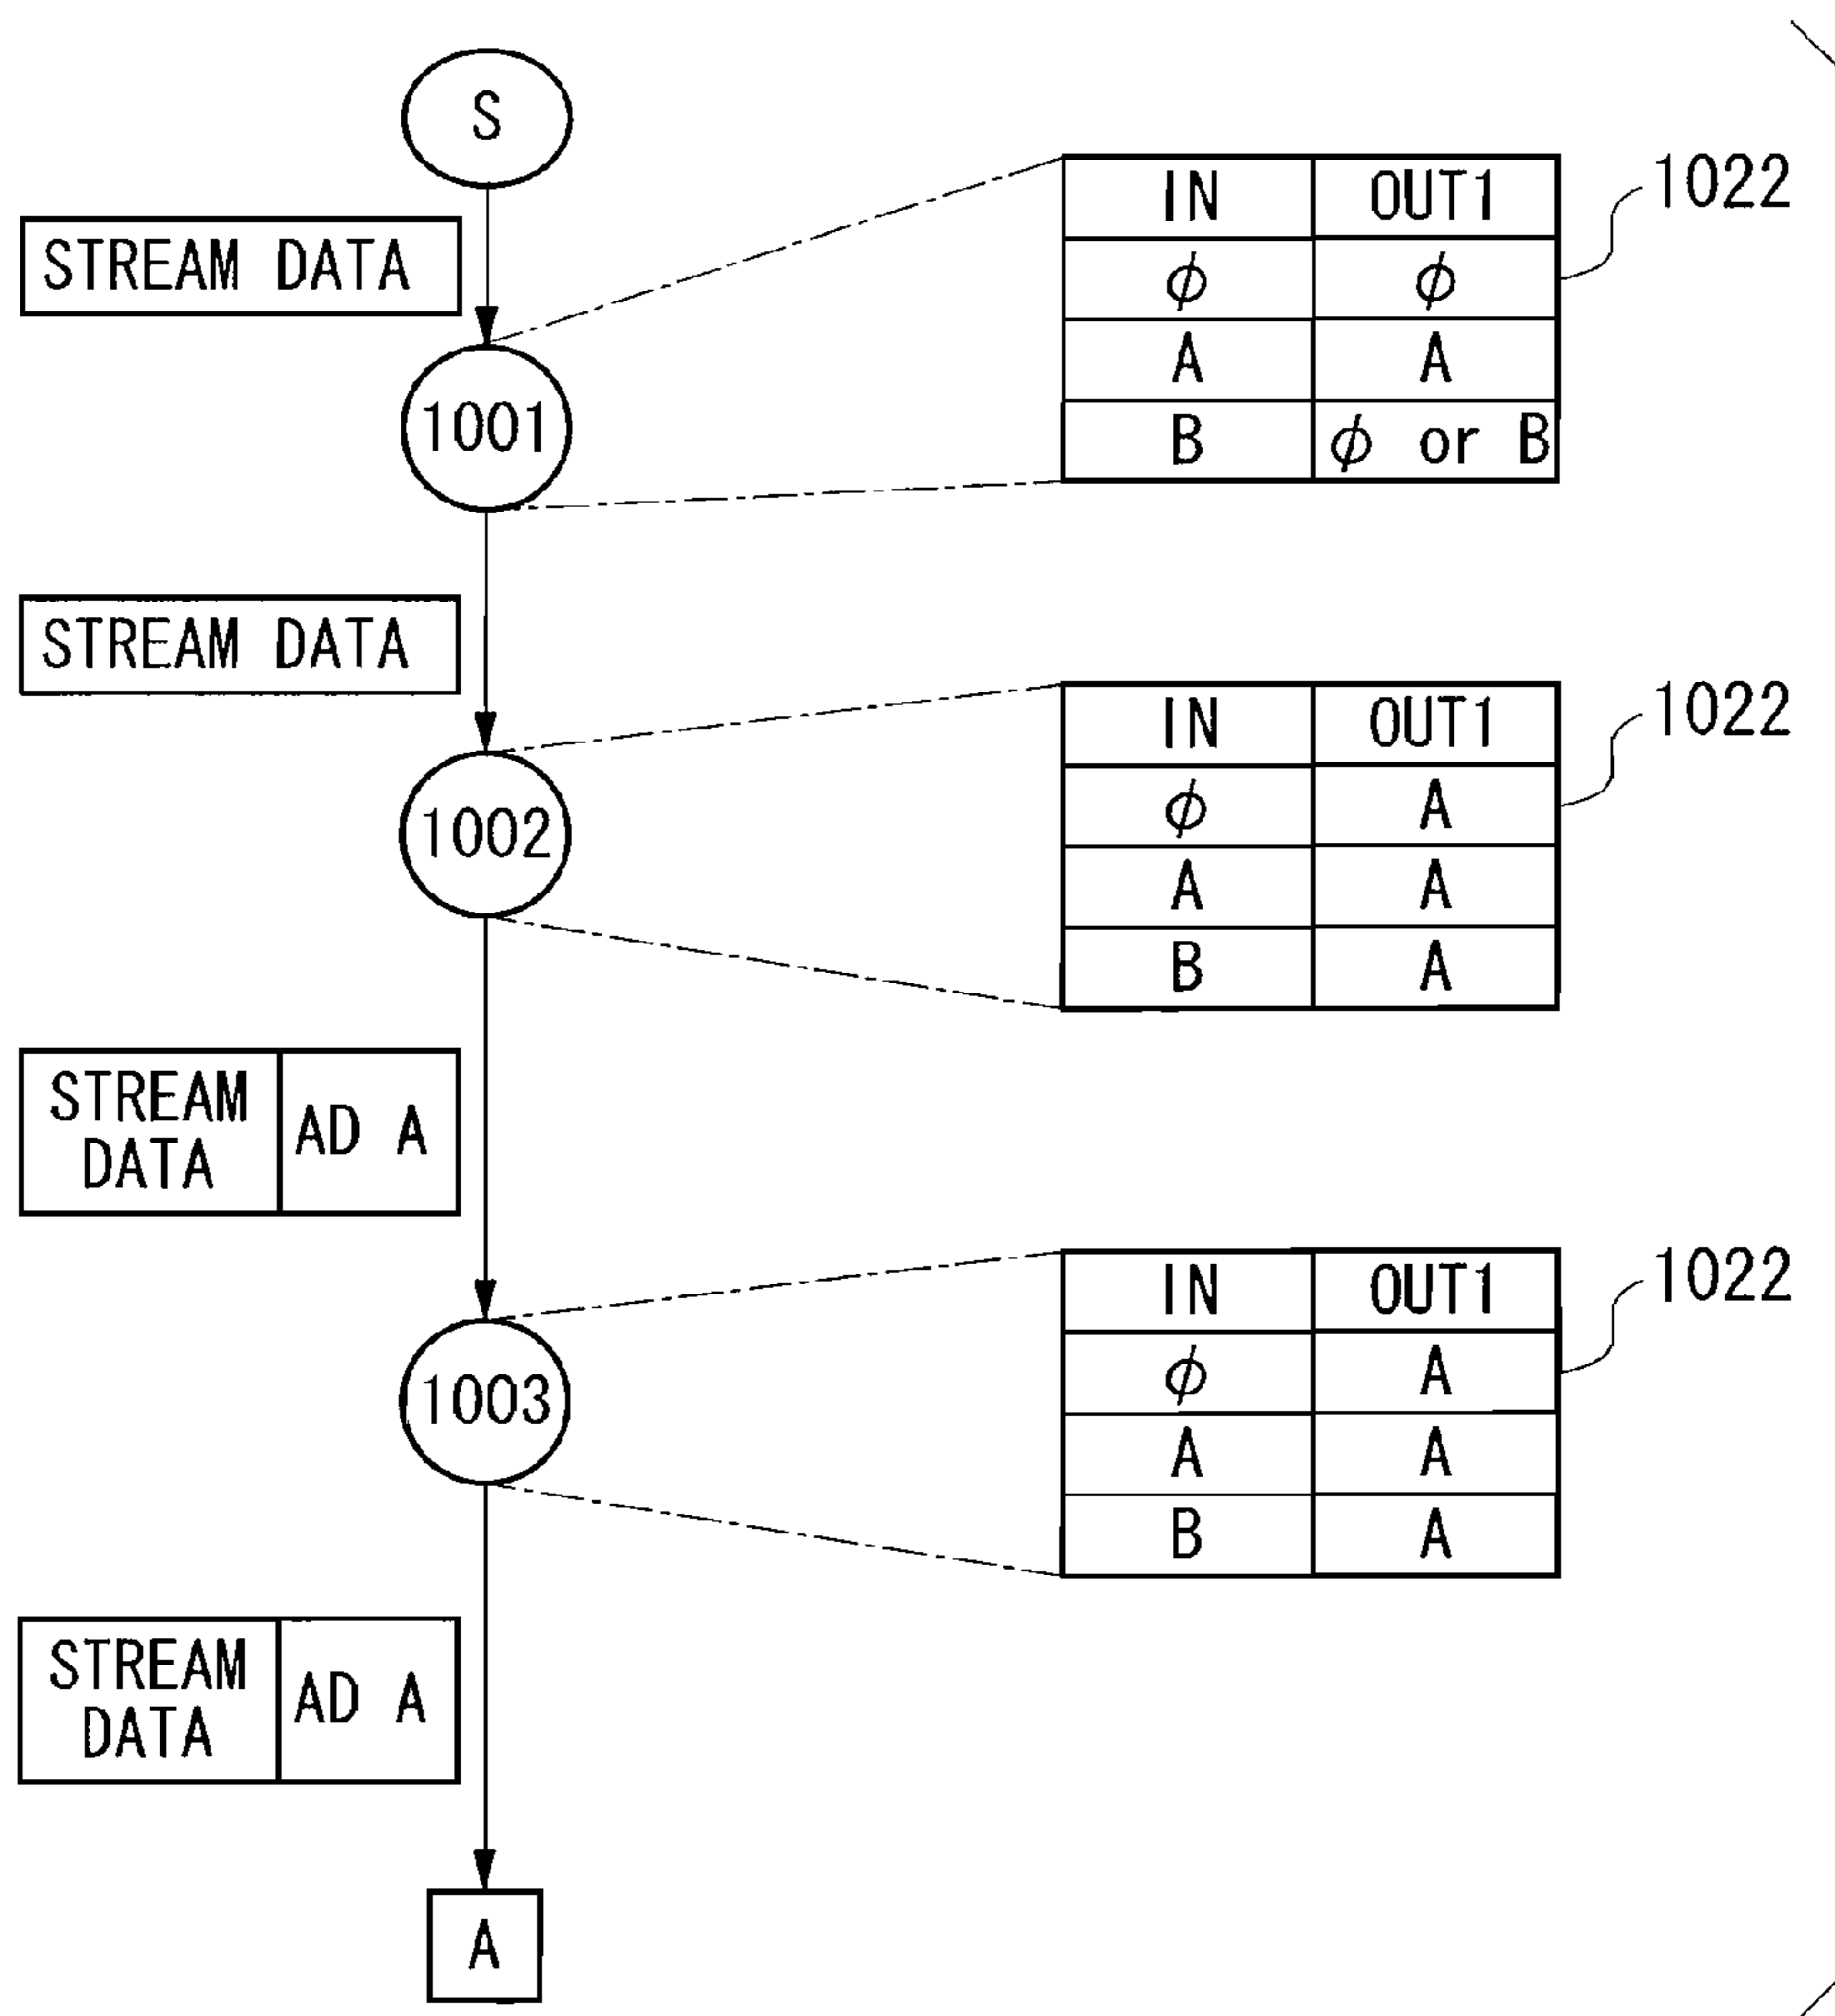 S
STREAM DATA
1001
IN OUT1
ϕ ϕ
A A
B ϕ or B
1022
STREAM DATA
1002
IN OUT1
ϕ A
A A
B A
1022
STREAM
DATA
AD A
1003
IN OUT1
ϕ A
A A
B A
1022
STREAM
DATA
AD A
A